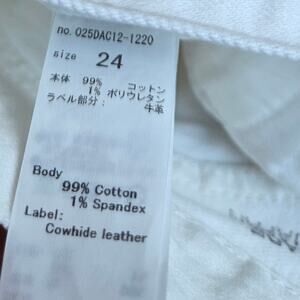 no. 025DAC12-1220
size 24
本体 99% コットン
1% ポリウレタン
ラベル部分： 牛革
Body
99% Cotton
1% Spandex
Label:
Cowhide leather